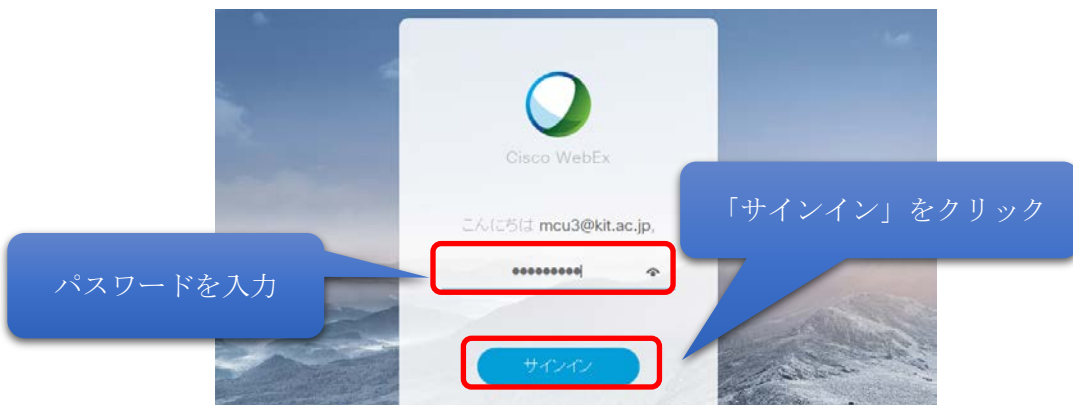 Cisco WebEx
こんにちは mcu3@kit.ac.jp,
「サインイン」をクリック
パスワードを入力
●●●●●●●●●
サインイン